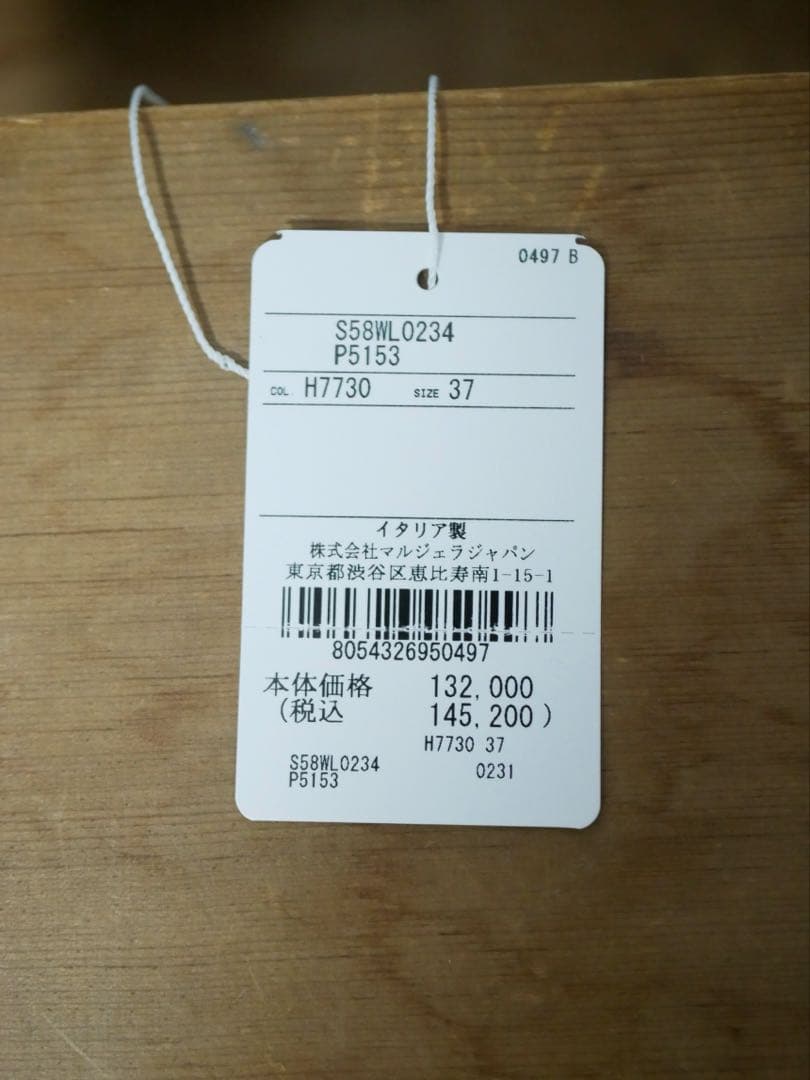 0497 B
S58WL0234
P5153
COL. H7730 SIZE 37
イタリア製
株式会社マルジェラジャパン
東京都渋谷区恵比寿南1-15-1
8054326950497
本体価格 132,000
(税込 145,200)
H7730 37
S58WL0234
P5153 0231